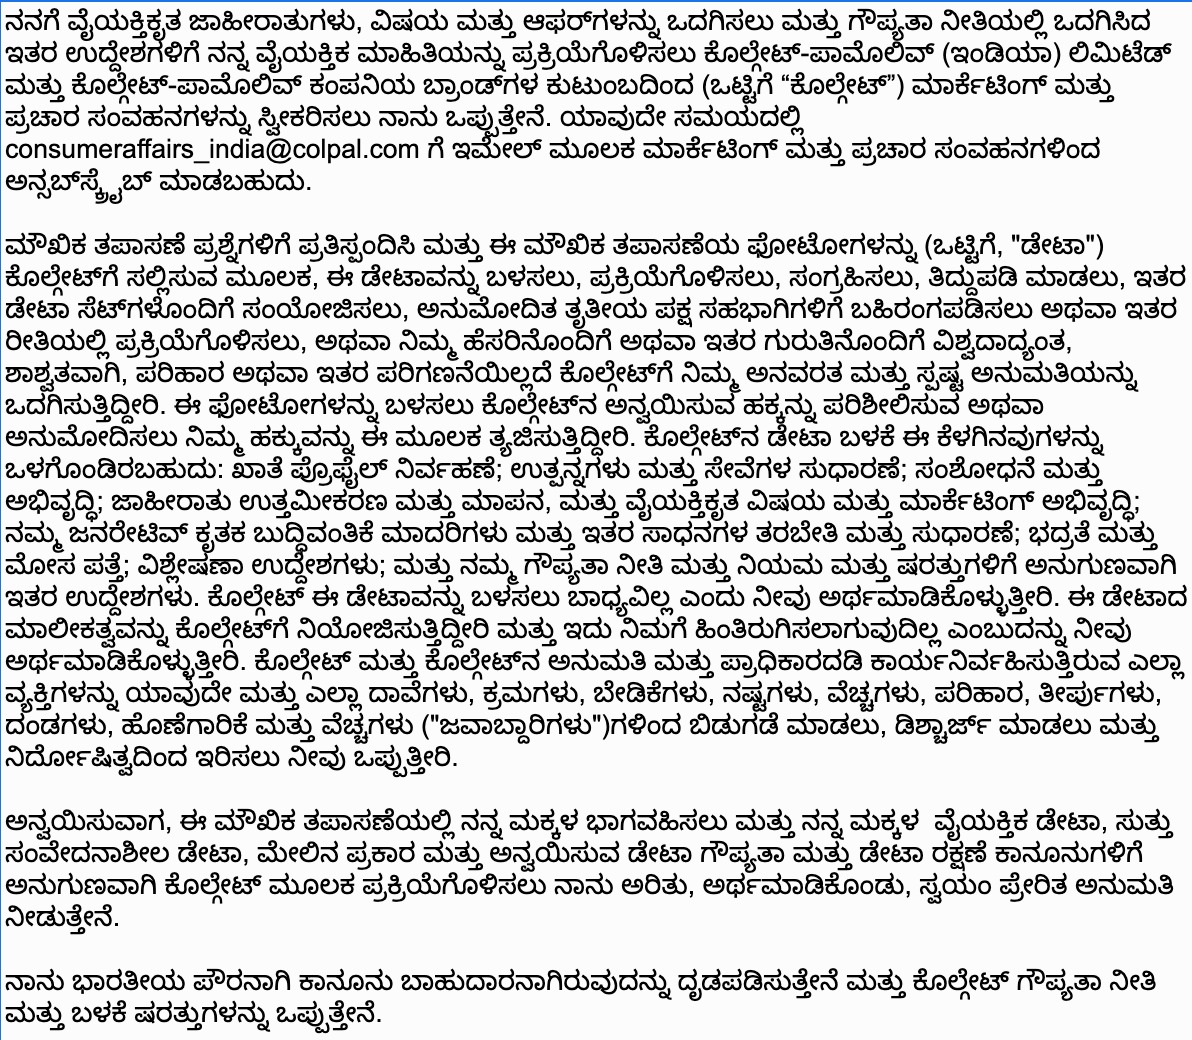 ನನಗೆ ವೈಯಕ್ತಿಕೃತ ಜಾಹೀರಾತುಗಳು, ವಿಷಯ ಮತ್ತು ಆಫರ್‌ಗಳನ್ನು ಒದಗಿಸಲು ಮತ್ತು ಗೌಪ್ಯತಾ ನೀತಿಯಲ್ಲಿ ಒದಗಿಸಿದ
ಇತರ ಉದ್ದೇಶಗಳಿಗೆ ನನ್ನ ವೈಯಕ್ತಿಕ ಮಾಹಿತಿಯನ್ನು ಪ್ರಕ್ರಿಯೆಗೊಳಿಸಲು ಕೊಲ್ಗೇಟ್-ಪಾಮೊಲಿವ್ (ಇಂಡಿಯಾ) ಲಿಮಿಟೆಡ್
ಮತ್ತು ಕೊಲ್ಗೇಟ್-ಪಾಮೊಲಿವ್ ಕಂಪನಿಯ ಬ್ರಾಂಡ್‌ಗಳ ಕುಟುಂಬದಿಂದ (ಒಟ್ಟಿಗೆ “ಕೊಲ್ಗೇಟ್”) ಮಾರ್ಕೆಟಿಂಗ್ ಮತ್ತು
ಪ್ರಚಾರ ಸಂವಹನಗಳನ್ನು ಸ್ವೀಕರಿಸಲು ನಾನು ಒಪ್ಪುತ್ತೇನೆ. ಯಾವುದೇ ಸಮಯದಲ್ಲಿ
consumeraffairs_india@colpal.com ಗೆ ಇಮೇಲ್ ಮೂಲಕ ಮಾರ್ಕೆಟಿಂಗ್ ಮತ್ತು ಪ್ರಚಾರ ಸಂವಹನಗಳಿಂದ
ಅನ್ಸಬ್‌ಸ್ಕ್ರೈಬ್ ಮಾಡಬಹುದು.

ಮೌಖಿಕ ತಪಾಸಣೆ ಪ್ರಶ್ನೆಗಳಿಗೆ ಪ್ರತಿಸ್ಪಂದಿಸಿ ಮತ್ತು ಈ ಮೌಖಿಕ ತಪಾಸಣೆಯ ಫೋಟೋಗಳನ್ನು (ಒಟ್ಟಿಗೆ, "ಡೇಟಾ")
ಕೊಲ್ಗೇಟ್‌ಗೆ ಸಲ್ಲಿಸುವ ಮೂಲಕ, ಈ ಡೇಟಾವನ್ನು ಬಳಸಲು, ಪ್ರಕ್ರಿಯೆಗೊಳಿಸಲು, ಸಂಗ್ರಹಿಸಲು, ತಿದ್ದುಪಡಿ ಮಾಡಲು, ಇತರ
ಡೇಟಾ ಸೆಟ್‌ಗಳೊಂದಿಗೆ ಸಂಯೋಜಿಸಲು, ಅನುಮೋದಿತ ತೃತೀಯ ಪಕ್ಷ ಸಹಭಾಗಿಗಳಿಗೆ ಬಹಿರಂಗಪಡಿಸಲು ಅಥವಾ ಇತರ
ರೀತಿಯಲ್ಲಿ ಪ್ರಕ್ರಿಯೆಗೊಳಿಸಲು, ಅಥವಾ ನಿಮ್ಮ ಹೆಸರಿನೊಂದಿಗೆ ಅಥವಾ ಇತರ ಗುರುತಿನೊಂದಿಗೆ ವಿಶ್ವದಾದ್ಯಂತ,
ಶಾಶ್ವತವಾಗಿ, ಪರಿಹಾರ ಅಥವಾ ಇತರ ಪರಿಗಣನೆಯಿಲ್ಲದೆ ಕೊಲ್ಗೇಟ್‌ಗೆ ನಿಮ್ಮ ಅನವರತ ಮತ್ತು ಸ್ಪಷ್ಟ ಅನುಮತಿಯನ್ನು
ಒದಗಿಸುತ್ತಿದ್ದೀರಿ. ಈ ಫೋಟೋಗಳನ್ನು ಬಳಸಲು ಕೊಲ್ಗೇಟ್‌ನ ಅನ್ವಯಿಸುವ ಹಕ್ಕನ್ನು ಪರಿಶೀಲಿಸುವ ಅಥವಾ
ಅನುಮೋದಿಸಲು ನಿಮ್ಮ ಹಕ್ಕುವನ್ನು ಈ ಮೂಲಕ ತ್ಯಜಿಸುತ್ತಿದ್ದೀರಿ. ಕೊಲ್ಗೇಟ್‌ನ ಡೇಟಾ ಬಳಕೆ ಈ ಕೆಳಗಿನವುಗಳನ್ನು
ಒಳಗೊಂಡಿರಬಹುದು: ಖಾತೆ ಪ್ರೊಫೈಲ್ ನಿರ್ವಹಣೆ; ಉತ್ಪನ್ನಗಳು ಮತ್ತು ಸೇವೆಗಳ ಸುಧಾರಣೆ; ಸಂಶೋಧನೆ ಮತ್ತು
ಅಭಿವೃದ್ಧಿ; ಜಾಹೀರಾತು ಉತ್ತಮೀಕರಣ ಮತ್ತು ಮಾಪನ, ಮತ್ತು ವೈಯಕ್ತಿಕೃತ ವಿಷಯ ಮತ್ತು ಮಾರ್ಕೆಟಿಂಗ್ ಅಭಿವೃದ್ಧಿ;
ನಮ್ಮ ಜನರೇಟಿವ್ ಕೃತಕ ಬುದ್ಧಿವಂತಿಕೆ ಮಾದರಿಗಳು ಮತ್ತು ಇತರ ಸಾಧನಗಳ ತರಬೇತಿ ಮತ್ತು ಸುಧಾರಣೆ; ಭದ್ರತೆ ಮತ್ತು
ಮೋಸ ಪತ್ತೆ; ವಿಶ್ಲೇಷಣಾ ಉದ್ದೇಶಗಳು; ಮತ್ತು ನಮ್ಮ ಗೌಪ್ಯತಾ ನೀತಿ ಮತ್ತು ನಿಯಮ ಮತ್ತು ಷರತ್ತುಗಳಿಗೆ ಅನುಗುಣವಾಗಿ
ಇತರ ಉದ್ದೇಶಗಳು. ಕೊಲ್ಗೇಟ್ ಈ ಡೇಟಾವನ್ನು ಬಳಸಲು ಬಾಧ್ಯವಿಲ್ಲ ಎಂದು ನೀವು ಅರ್ಥಮಾಡಿಕೊಳ್ಳುತ್ತೀರಿ. ಈ ಡೇಟಾದ
ಮಾಲೀಕತ್ವವನ್ನು ಕೊಲ್ಗೇಟ್‌ಗೆ ನಿಯೋಜಿಸುತ್ತಿದ್ದೀರಿ ಮತ್ತು ಇದು ನಿಮಗೆ ಹಿಂತಿರುಗಿಸಲಾಗುವುದಿಲ್ಲ ಎಂಬುದನ್ನು ನೀವು
ಅರ್ಥಮಾಡಿಕೊಳ್ಳುತ್ತೀರಿ. ಕೊಲ್ಗೇಟ್ ಮತ್ತು ಕೊಲ್ಗೇಟ್‌ನ ಅನುಮತಿ ಮತ್ತು ಪ್ರಾಧಿಕಾರದಡಿ ಕಾರ್ಯನಿರ್ವಹಿಸುತ್ತಿರುವ ಎಲ್ಲಾ
ವ್ಯಕ್ತಿಗಳನ್ನು ಯಾವುದೇ ಮತ್ತು ಎಲ್ಲಾ ದಾವೆಗಳು, ಕ್ರಮಗಳು, ಬೇಡಿಕೆಗಳು, ನಷ್ಟಗಳು, ವೆಚ್ಚಗಳು, ಪರಿಹಾರ, ತೀರ್ಪುಗಳು,
ದಂಡಗಳು, ಹೊಣೆಗಾರಿಕೆ ಮತ್ತು ವೆಚ್ಚಗಳು ("ಜವಾಬ್ದಾರಿಗಳು")ಗಳಿಂದ ಬಿಡುಗಡೆ ಮಾಡಲು, ಡಿಶ್ಚಾರ್ಜ್ ಮಾಡಲು ಮತ್ತು
ನಿರ್ದೋಷಿತ್ವದಿಂದ ಇರಿಸಲು ನೀವು ಒಪ್ಪುತ್ತೀರಿ.

ಅನ್ವಯಿಸುವಾಗ, ಈ ಮೌಖಿಕ ತಪಾಸಣೆಯಲ್ಲಿ ನನ್ನ ಮಕ್ಕಳ ಭಾಗವಹಿಸಲು ಮತ್ತು ನನ್ನ ಮಕ್ಕಳ ವೈಯಕ್ತಿಕ ಡೇಟಾ, ಸುತ್ತು
ಸಂವೇದನಾಶೀಲ ಡೇಟಾ, ಮೇಲಿನ ಪ್ರಕಾರ ಮತ್ತು ಅನ್ವಯಿಸುವ ಡೇಟಾ ಗೌಪ್ಯತಾ ಮತ್ತು ಡೇಟಾ ರಕ್ಷಣೆ ಕಾನೂನುಗಳಿಗೆ
ಅನುಗುಣವಾಗಿ ಕೊಲ್ಗೇಟ್ ಮೂಲಕ ಪ್ರಕ್ರಿಯೆಗೊಳಿಸಲು ನಾನು ಅರಿತು, ಅರ್ಥಮಾಡಿಕೊಂಡು, ಸ್ವಯಂ ಪ್ರೇರಿತ ಅನುಮತಿ
ನೀಡುತ್ತೇನೆ.

ನಾನು ಭಾರತೀಯ ಪೌರನಾಗಿ ಕಾನೂನು ಬಾಹುದಾರನಾಗಿರುವುದನ್ನು ದೃಡಪಡಿಸುತ್ತೇನೆ ಮತ್ತು ಕೊಲ್ಗೇಟ್ ಗೌಪ್ಯತಾ ನೀತಿ
ಮತ್ತು ಬಳಕೆ ಷರತ್ತುಗಳನ್ನು ಒಪ್ಪುತ್ತೇನೆ.